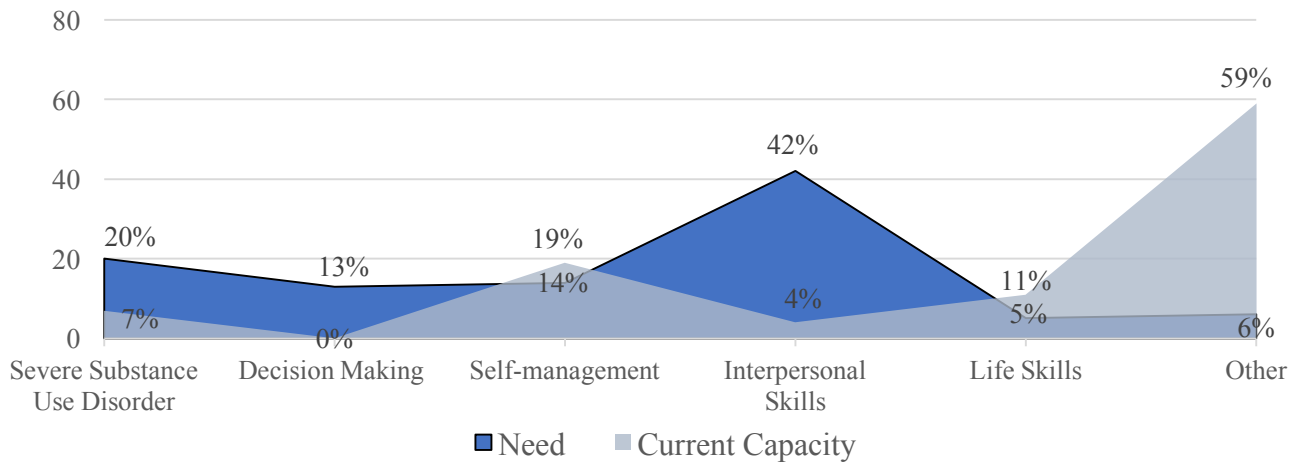 80
59%
60
42%
40
20%
19%
13%
20
14%
11%
7%
4%
5%
6%
0%
0
Severe Substance Use Disorder
Decision Making
Self-management
Interpersonal Skills
Life Skills
Other
Need
Current Capacity